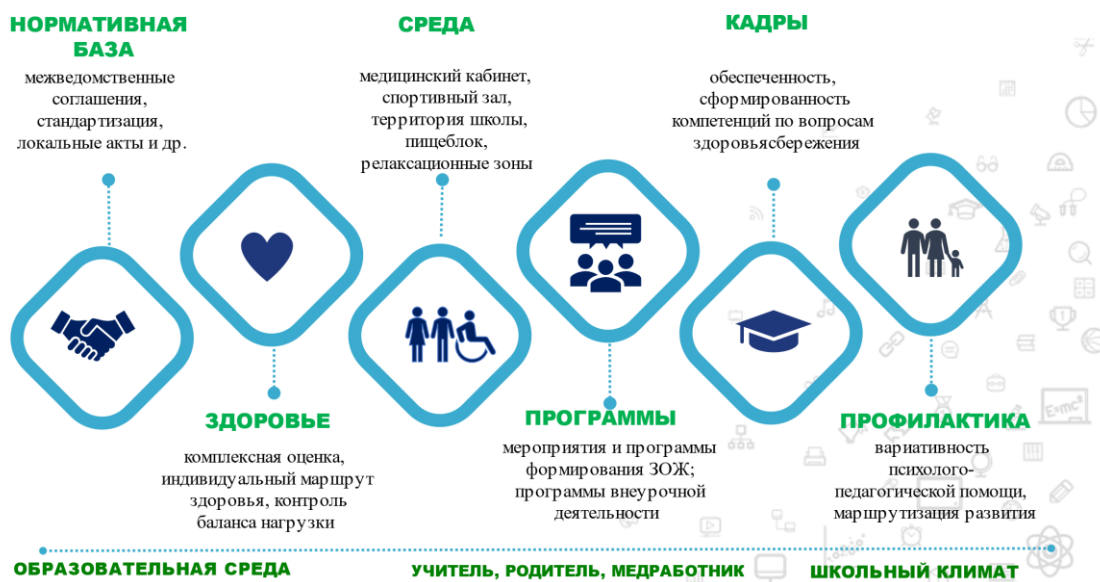 НОРМАТИВНАЯ
БАЗА
межведомственные
соглашения,
стандартизация,
локальные акты и др.
СРЕДА
медицинский кабинет,
спортивный зал,
территория школы,
пищеблок,
релаксационные зоны
КАДРЫ
обеспеченность,
сформированность
компетенций по вопросам
здоровьясбережения
ЗДОРОВЬЕ
комплексная оценка,
индивидуальный маршрут
здоровья, контроль
баланса нагрузки
ПРОГРАММЫ
мероприятия и программы
формирования ЗОЖ;
программы внеурочной
деятельности
ПРОФИЛАКТИКА
вариативность
психолого-
педагогической помощи,
маршрутизация развития
E=mc²
ОБРАЗОВАТЕЛЬНАЯ СРЕДА
УЧИТЕЛЬ, РОДИТЕЛЬ, МЕДРАБОТНИК
ШКОЛЬНЫЙ КЛИМАТ